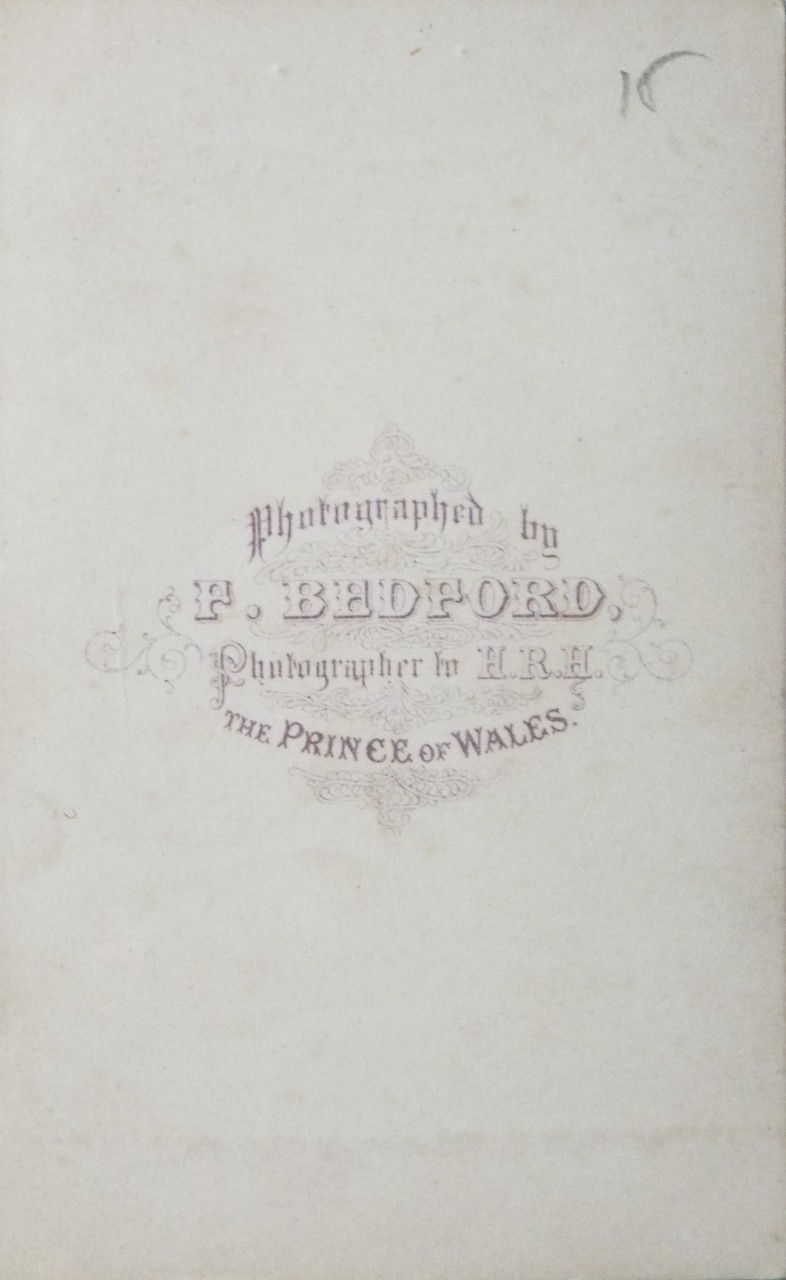 Photographed by
F. BEDFORD,
Photographer to H.R.H.
THE PRINCE OF WALES.